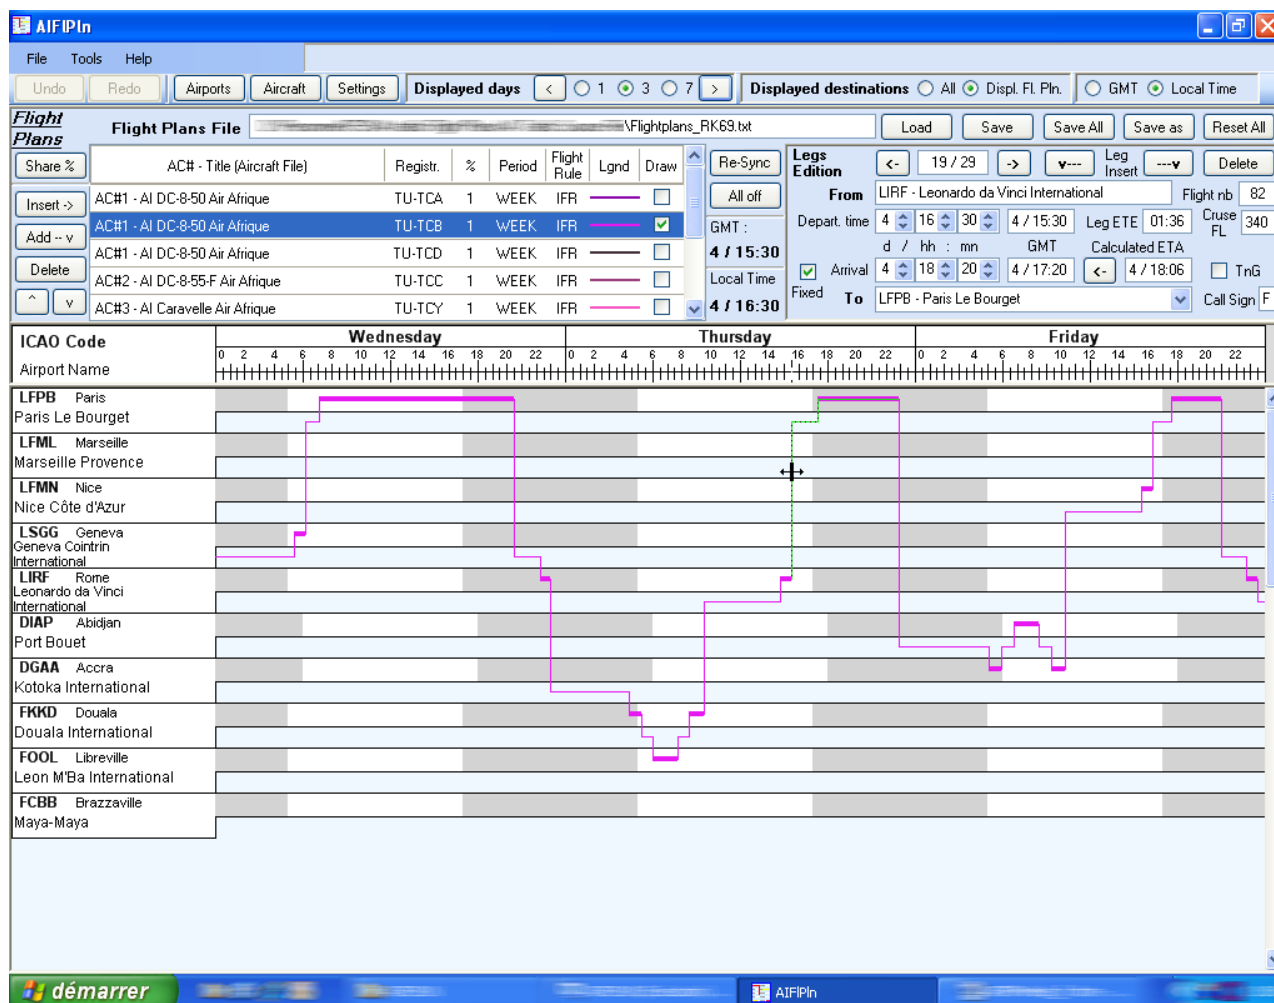 AIFlPln
File Tools Help
Undo Redo Airports Aircraft Settings Displayed days < 1 3 7 > Displayed destinations All Displ. Fl. Pln. GMT Local Time
Flight Plans Flight Plans File \Flightplans_RK69.txt Load Save Save All Save as Reset All
Share % AC# - Title (Aircraft File) Registr. % Period Flight Rule Lgnd Draw Re-Sync Legs Edition <- 19 / 29 -> v--- Leg Insert ---v Delete
Insert -> AC#1 - AI DC-8-50 Air Afrique TU-TCA 1 WEEK IFR All off From LIRF - Leonardo da Vinci International Flight nb 82
Add -- v AC#1 - AI DC-8-50 Air Afrique TU-TCB 1 WEEK IFR GMT : Depart. time 4 16 30 4 / 15:30 Leg ETE 01:36 Cruse FL 340
AC#1 - AI DC-8-50 Air Afrique TU-TCD 1 WEEK IFR 4 / 15:30 d / hh : mn GMT Calculated ETA
Delete AC#2 - AI DC-8-55-F Air Afrique TU-TCC 1 WEEK IFR Local Time Arrival 4 18 20 4 / 17:20 <- 4 / 18:06 TnG
^ v AC#3 - AI Caravelle Air Afrique TU-TCY 1 WEEK IFR 4 / 16:30 Fixed To LFPB - Paris Le Bourget Call Sign F
ICAO Code Wednesday Thursday Friday
0 2 4 6 8 10 12 14 16 18 20 22 0 2 4 6 8 10 12 14 16 18 20 22 0 2 4 6 8 10 12 14 16 18 20 22
Airport Name
LFPB Paris
Paris Le Bourget
LFML Marseille
Marseille Provence
LFMN Nice
Nice Côte d'Azur
LSGG Geneva
Geneva Cointrin
International
LIRF Rome
Leonardo da Vinci
International
DIAP Abidjan
Port Bouet
DGAA Accra
Kotoka International
FKKD Douala
Douala International
FOOL Libreville
Leon M'Ba International
FCBB Brazzaville
Maya-Maya
démarrer AIFlPln